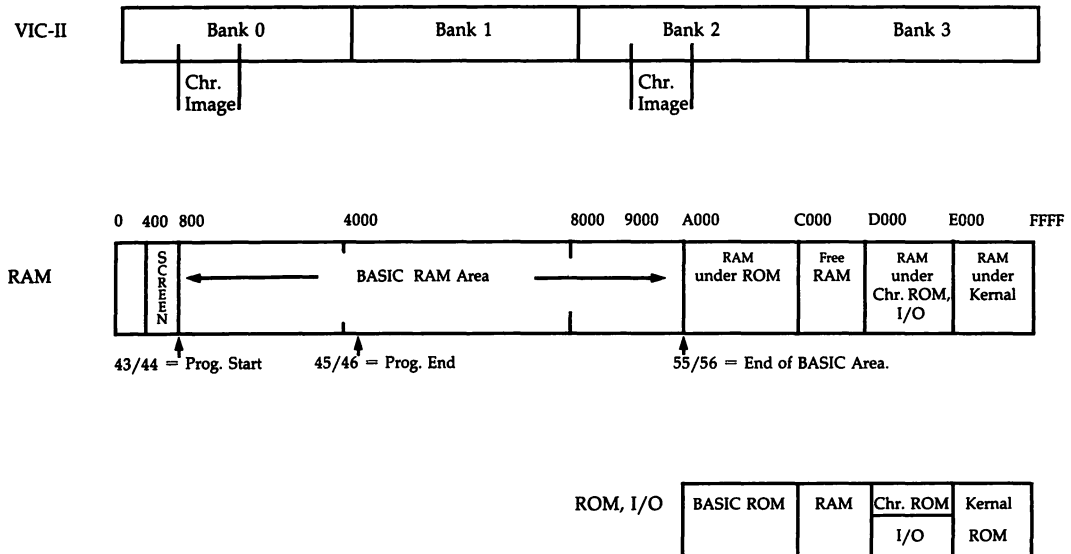 VIC-II Bank 0 Bank 1 Bank 2 Bank 3
Chr. Image
Chr. Image
0 400 800 4000 8000 9000 A000 C000 D000 E000 FFFF
RAM
SCREEN
BASIC RAM Area
RAM under ROM
Free RAM
RAM under Chr. ROM, I/O
RAM under Kernal
43/44 = Prog. Start 45/46 = Prog. End 55/56 = End of BASIC Area.
ROM, I/O BASIC ROM RAM Chr. ROM Kernal
I/O ROM